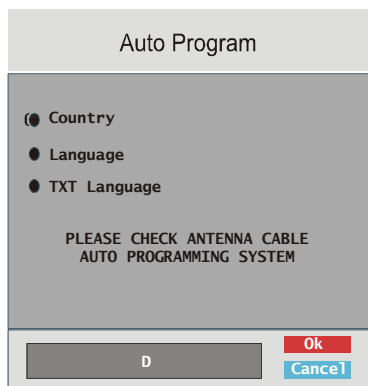 Auto Program
Country
Language
TXT Language
PLEASE CHECK ANTENNA CABLE
AUTO PROGRAMMING SYSTEM
D
Ok
Cancel